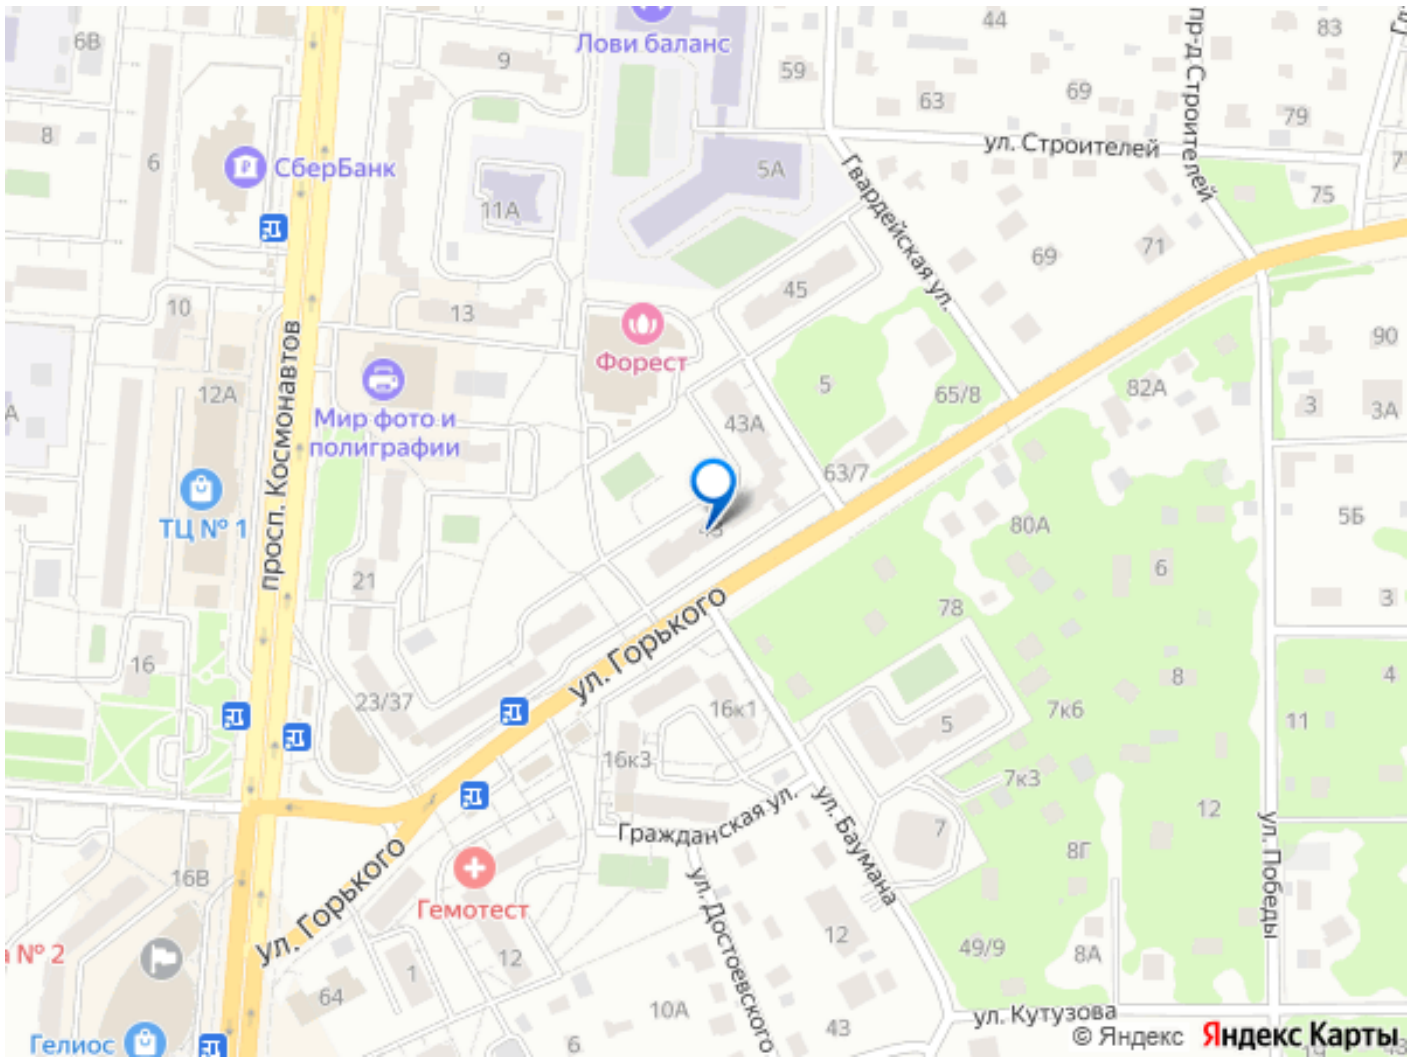 44
83
6В
Лови баланс
9
59
63
69
79
пр-д Строителей
8
6
СберБанк
5А
ул. Строителей
75
11А
Гвардейская ул.
69
71
45
10
13
Форест
90
просп. Космонавтов
12А
Мир фото и
полиграфии
5
65/8
82А
3
3А
43А
63/7
ТЦ № 1
43
80А
5Б
21
6
78
3
ул. Горького
16
8
4
23/37
16к1
7к6
5
11
16к3
7к3
12
Гражданская ул.
ул. Баумана
7
ул. Победы
8Г
16В
ул. Горького
Гемотест
ул. Достоевского
№ 2
12
12
49/9
8А
1
64
10А
ул. Кутузова
Гелиос
6
43
© Яндекс Яндекс Карты